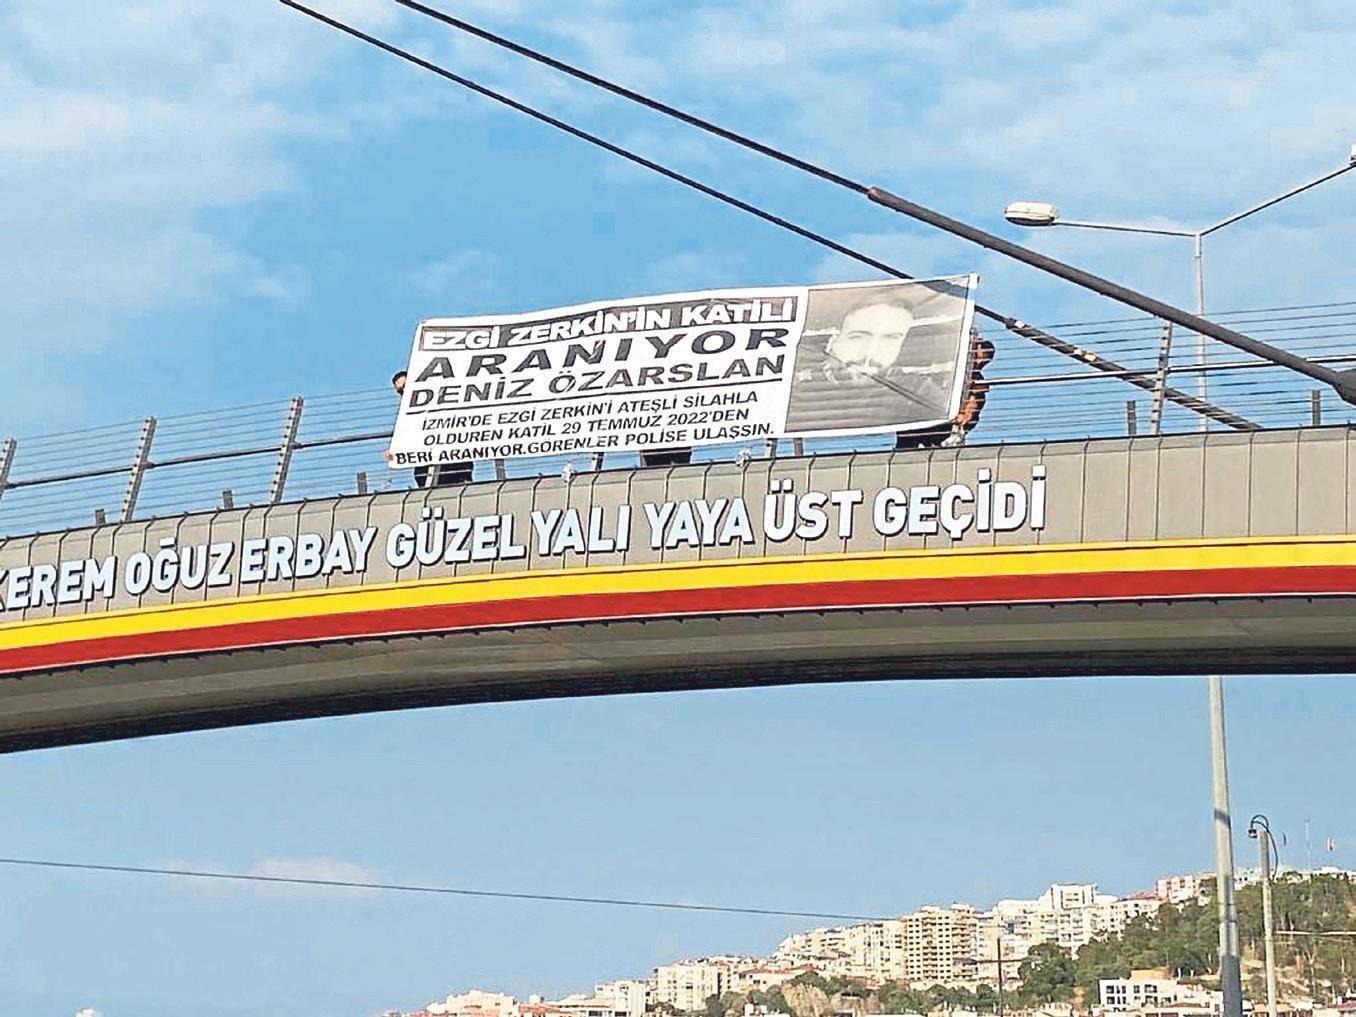 EZGİ ZERKİN'İN KATİLİ
ARANIYOR
DENİZ ÖZARSLAN
İZMİR'DE EZGİ ZERKİN'İ ATEŞLİ SİLAHLA
OLDUREN KATİL 29 TEMMUZ 2022'DEN
BERİ ARANIYOR.GÖRENLER POLİSE ULAŞSIN.
KEREM OĞUZ ERBAY GÜZEL YALI YAYA ÜST GEÇİDİ